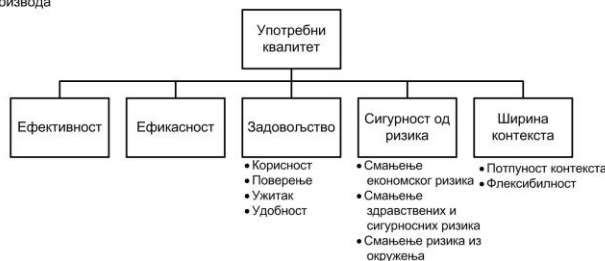 Употребни
квалитет
Ефективност
Ефикасност
Задовољство
Сигурност од
ризика
Ширина
контекста
• Корисност
• Поверење
• Ужитак
• Удобност
• Смањење
економског ризика
• Смањење
здравствених и
сигурносних ризика
• Смањење ризика из
окружења
• Потпуност контекста
• Флексибилност